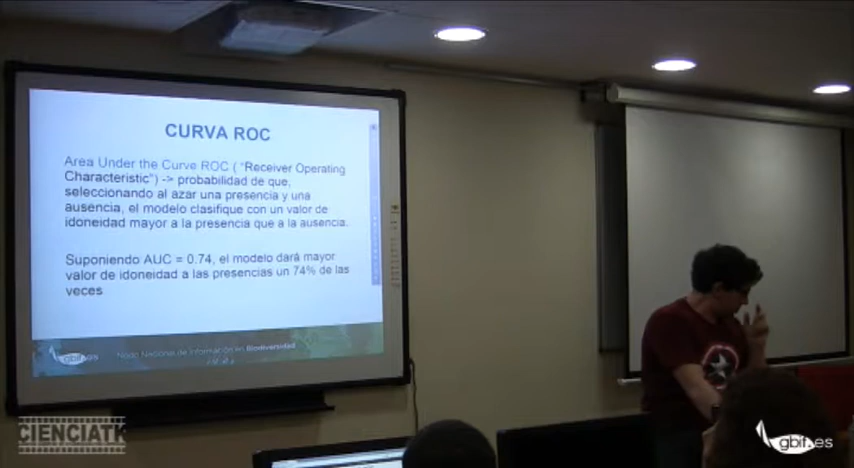 CURVA ROC
Area Under the Curve ROC ( "Receiver Operating
Characteristic") -> probabilidad de que,
seleccionando al azar una presencia y una
ausencia, el modelo clasifique con un valor de
idoneidad mayor a la presencia que a la ausencia.
Suponiendo AUC = 0.74, el modelo dará mayor
valor de idoneidad a las presencias un 74% de las
veces
gbif.es Nodo Nacional de Información en Biodiversidad
CIENCIATK
gbif.es